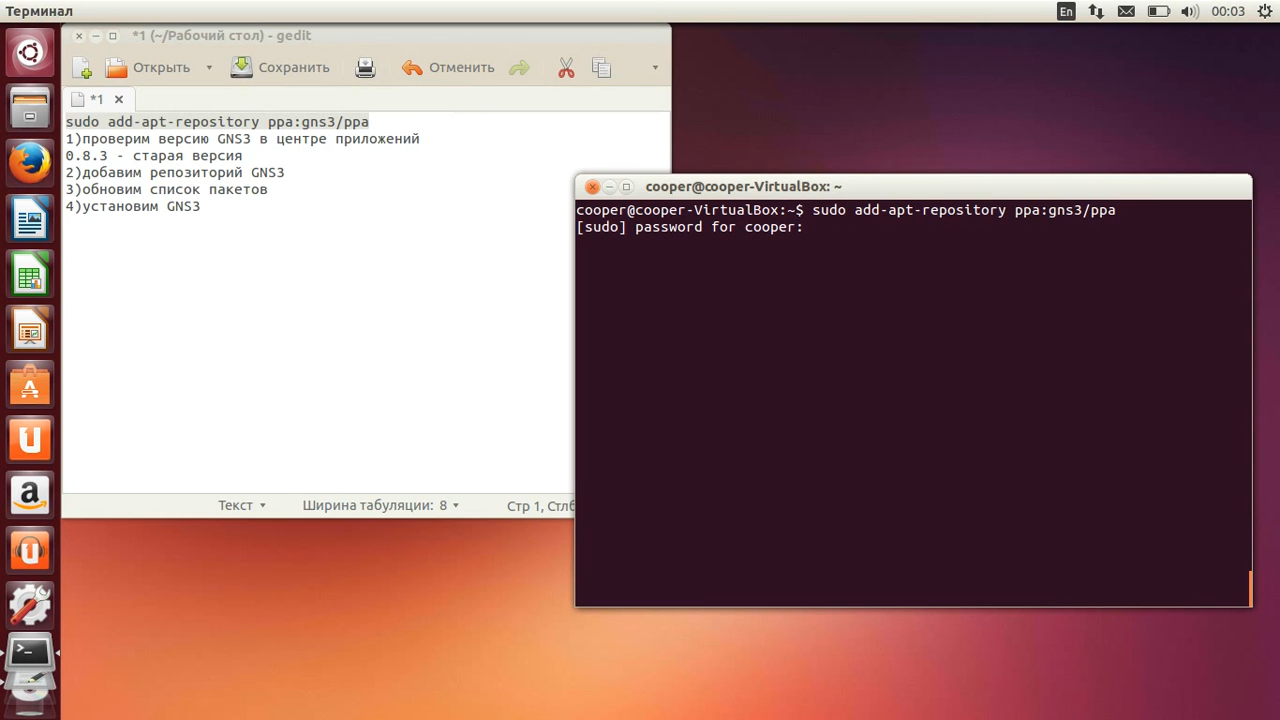 Терминал
En
00:03
*1 (~/Рабочий стол) - gedit
Открыть
Сохранить
Отменить
*1
sudo add-apt-repository ppa:gns3/ppa
1)проверим версию GNS3 в центре приложений
0.8.3 - старая версия
2)добавим репозиторий GNS3
3)обновим список пакетов
4)установим GNS3
Текст
Ширина табуляции: 8
Стр 1, Стлб
cooper@cooper-VirtualBox: ~
cooper@cooper-VirtualBox:~$ sudo add-apt-repository ppa:gns3/ppa
[sudo] password for cooper: